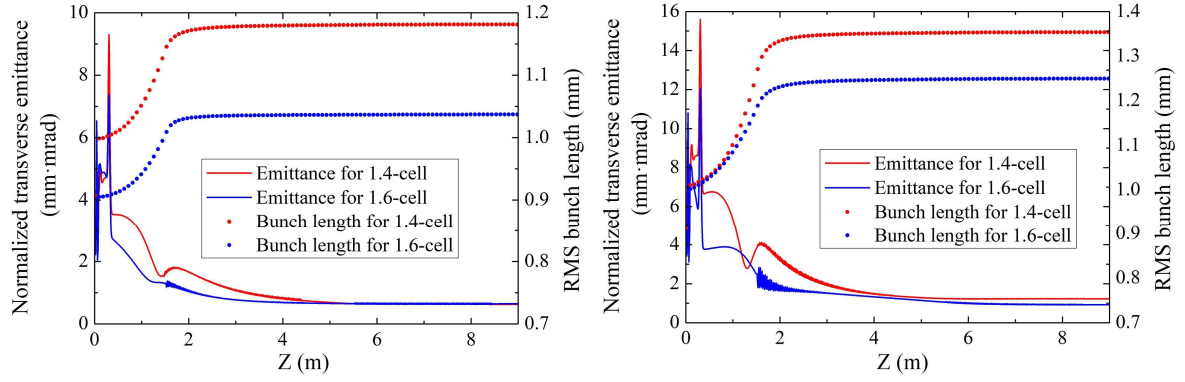 Normalized transverse emittance
(mm·mrad)
10
8
6
4
2
0
1.2
1.1
1.0
0.9
0.8
0.7
RMS bunch length (mm)
Emittance for 1.4-cell
Emittance for 1.6-cell
Bunch length for 1.4-cell
Bunch length for 1.6-cell
0 2 4 6 8
Z (m)
Normalized transverse emittance
(mm·mrad)
16
14
12
10
8
6
4
2
0
1.4
1.3
1.2
1.1
1.0
0.9
0.8
0.7
RMS bunch length (mm)
Emittance for 1.4-cell
Emittance for 1.6-cell
Bunch length for 1.4-cell
Bunch length for 1.6-cell
0 2 4 6 8
Z (m)